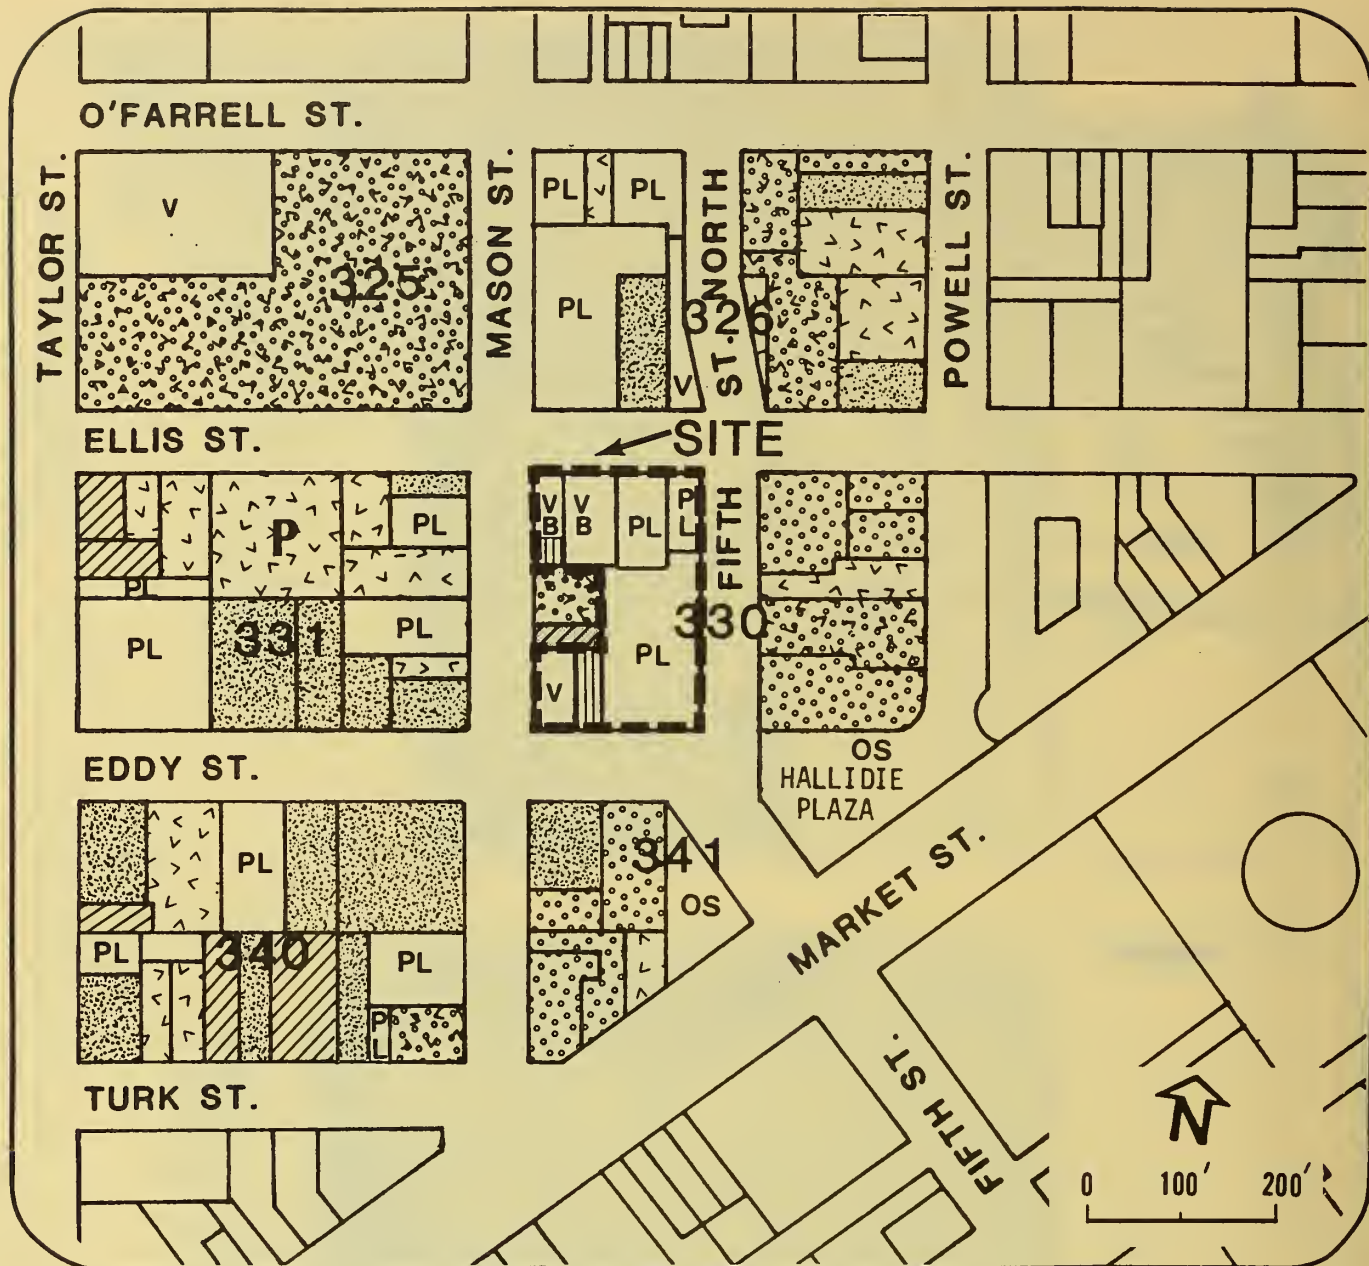 O'FARRELL ST.
TAYLOR ST.
V
325
MASON ST.
PL
PL
PL
V
FIFTH ST. NORTH
326
POWELL ST.
ELLIS ST.
SITE
P
PL
PL
PL
331
PL
V
B
V
B
PL
PL
PL
V
330
EDDY ST.
OS
HALLIDIE
PLAZA
PL
340
PL
PL
PL
341
OS
MARKET ST.
TURK ST.
FIFTH ST.
N
0 100' 200'